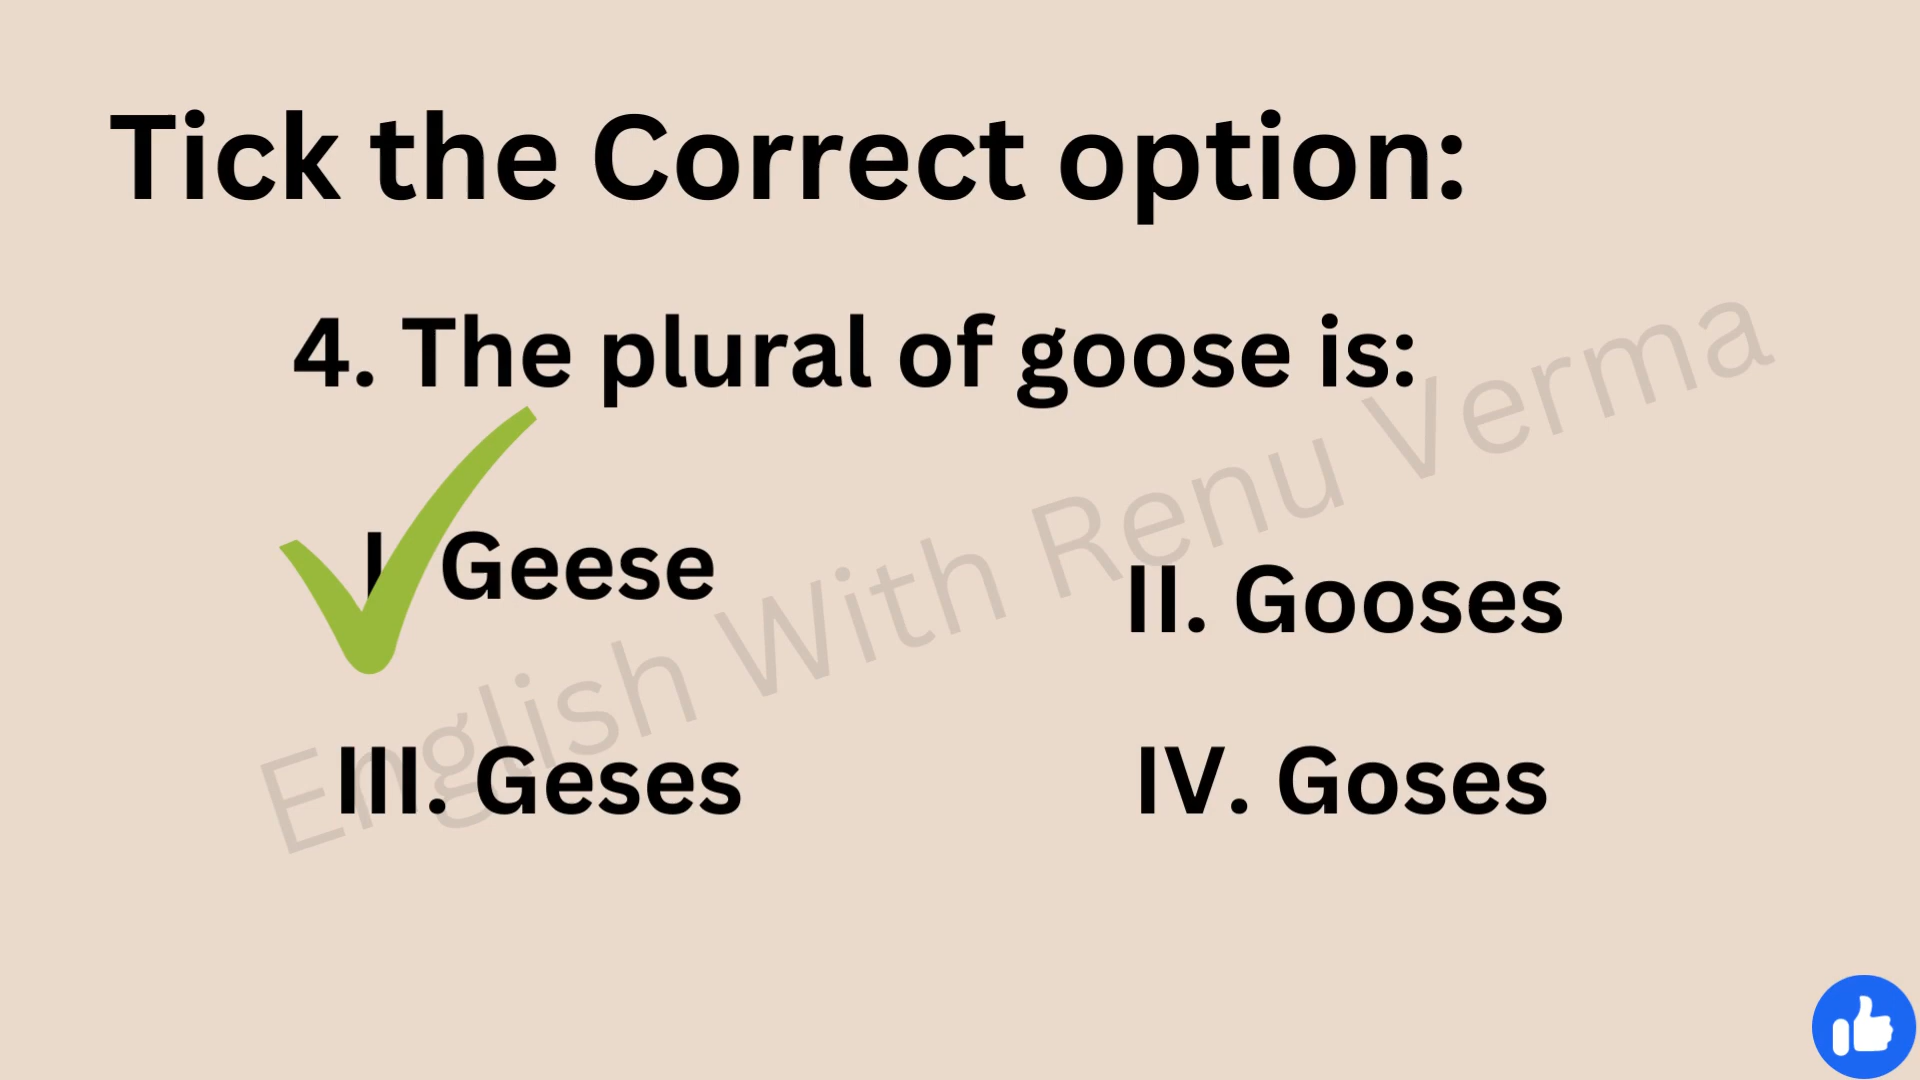 Tick the Correct option:
4. The plural of goose is:
I. Geese
II. Gooses
III. Geses
IV. Goses
English With Renu Verma